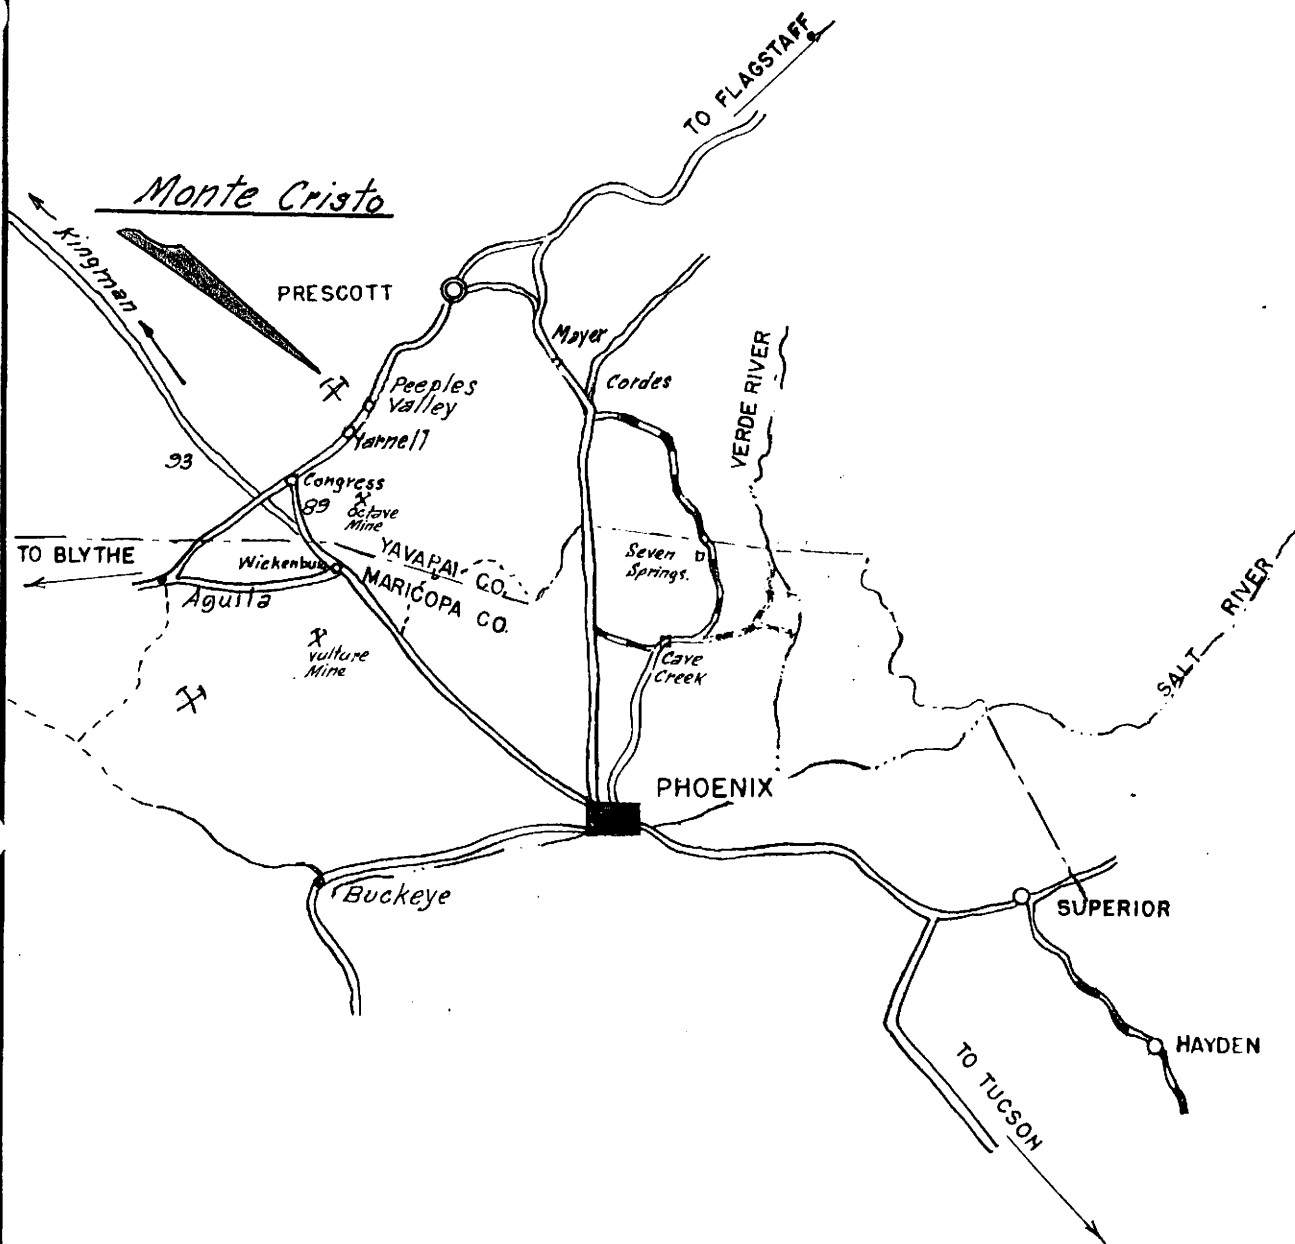 TO FLAGSTAFF
Monte Cristo
Kingman
PRESCOTT
Mayer
Cordes
VERDE RIVER
Peeples
Valley
Yarnell
93
Congress
89
Octave
Mine
TO BLYTHE
Wickenburg
YAVAPAI CO.
MARICOPA CO.
Seven
Springs.
Aguila
SALT RIVER
Vulture
Mine
Cave
Creek
PHOENIX
Buckeye
SUPERIOR
HAYDEN
TO TUCSON